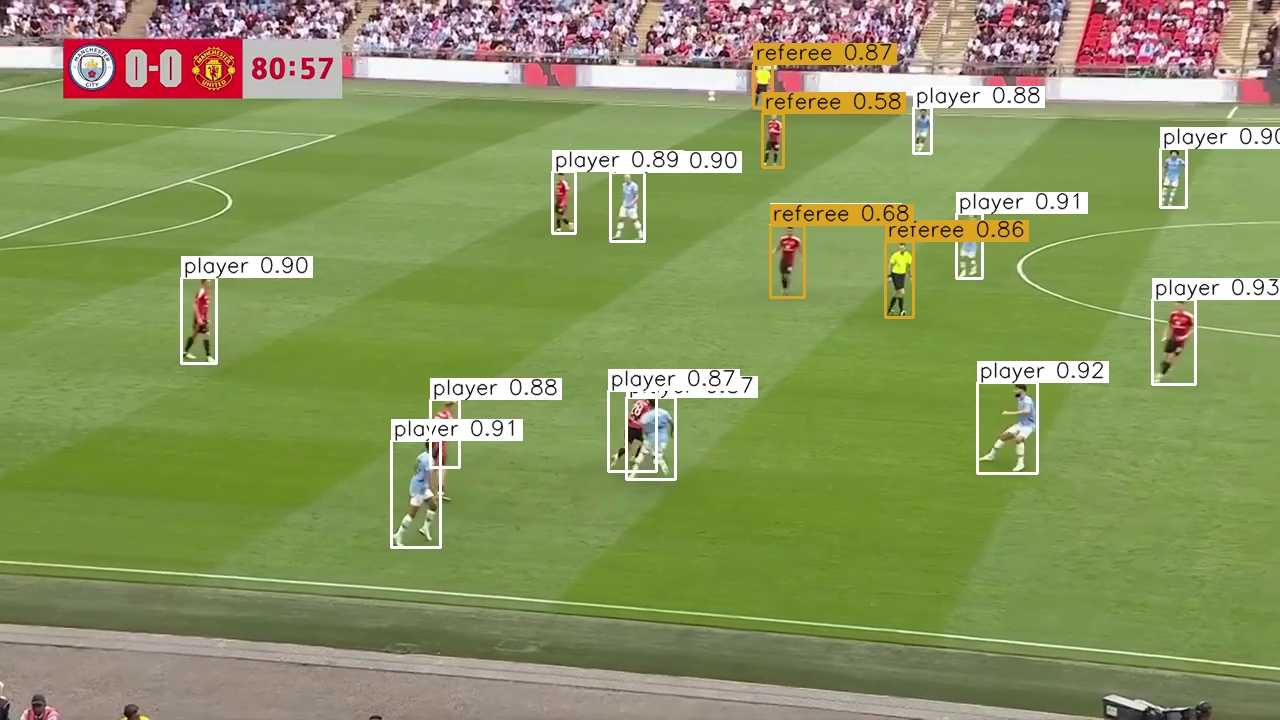 MANCHESTER
CITY
0-0
MANCHESTER
UNITED
80:57
referee 0.87
referee 0.58
player 0.88
player 0.90
player 0.89
0.90
player 0.91
referee 0.68
referee 0.86
player 0.90
player 0.93
player 0.92
player 0.88
player 0.87
player 0.91
28